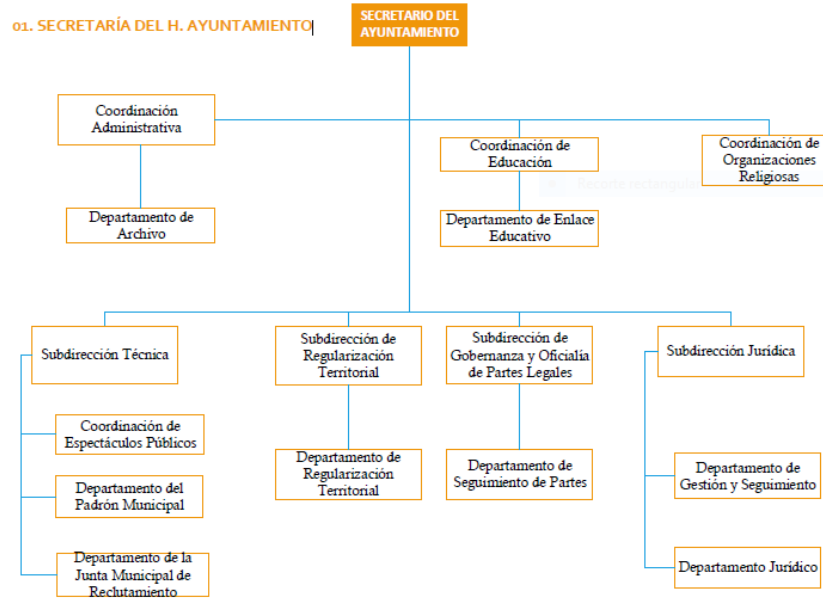 01. SECRETARÍA DEL H. AYUNTAMIENTO
SECRETARIO DEL
AYUNTAMIENTO
Coordinación
Administrativa
Coordinación de
Educación
Coordinación de
Organizaciones
Religiosas
Recorte rectangular
Departamento de
Archivo
Departamento de Enlace
Educativo
Subdirección Técnica
Subdirección de
Regularización
Territorial
Subdirección de
Gobernanza y Oficialía
de Partes Legales
Subdirección Jurídica
Coordinación de
Espectáculos Públicos
Departamento de
Regularización
Territorial
Departamento de
Seguimiento de Partes
Departamento de
Gestión y Seguimiento
Departamento del
Padrón Municipal
Departamento de la
Junta Municipal de
Reclutamiento
Departamento Jurídico